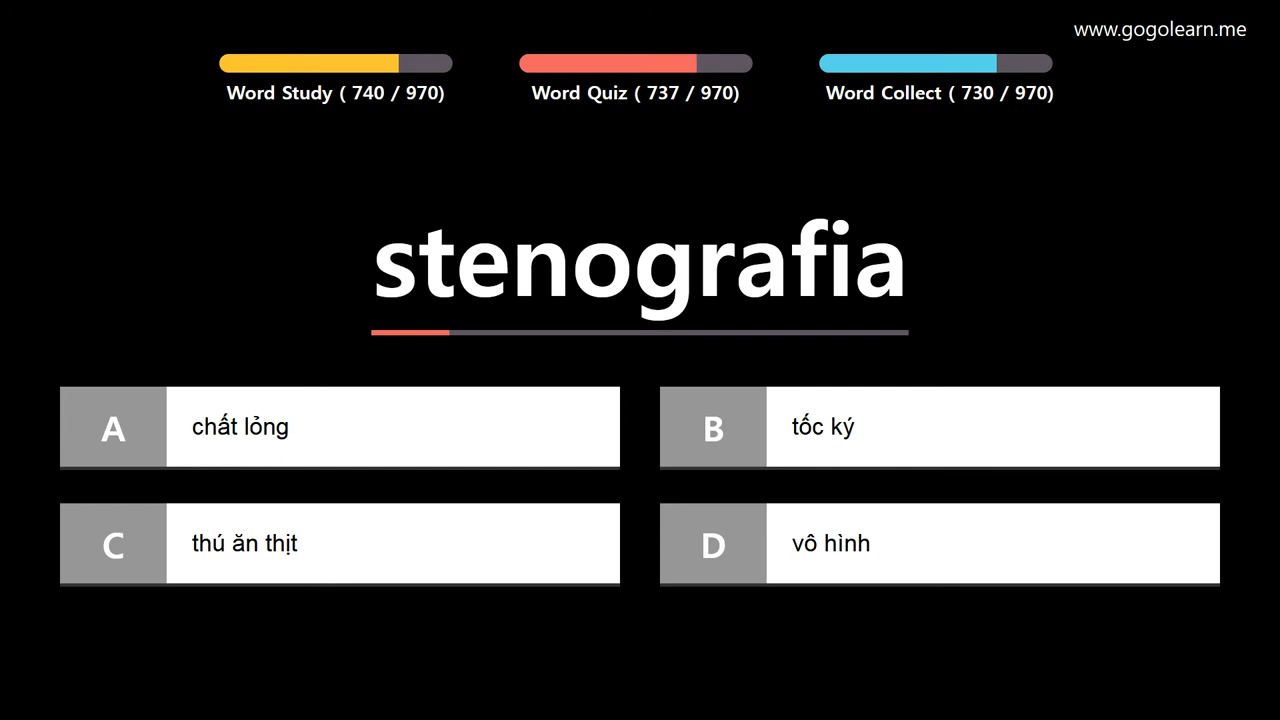 www.gogolearn.me
Word Study ( 740 / 970)
Word Quiz ( 737 / 970)
Word Collect ( 730 / 970)
stenografia
A chất lỏng
B tốc ký
C thú ăn thịt
D vô hình